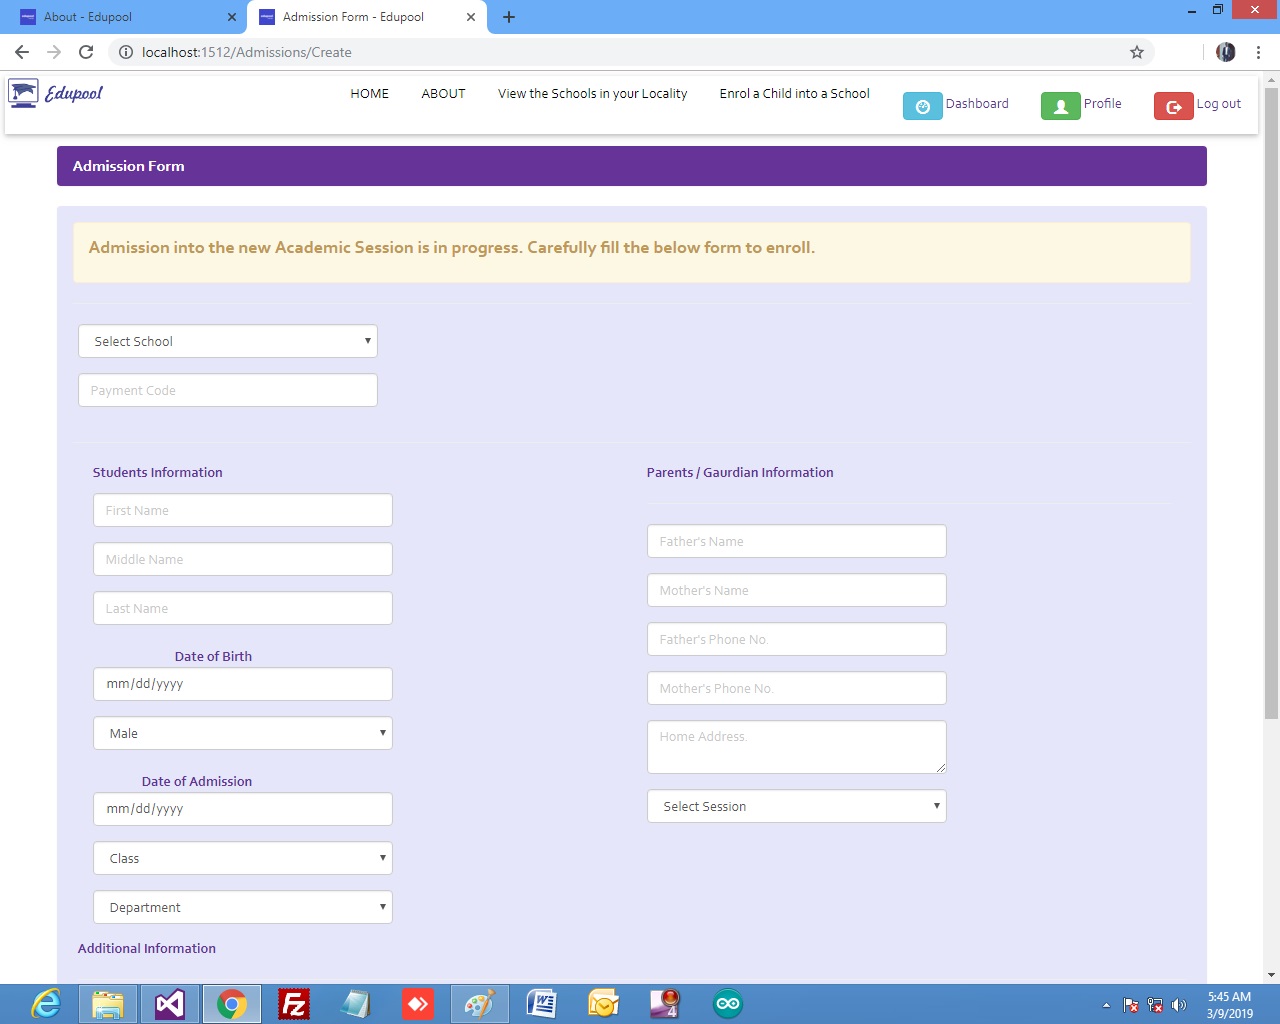 About - Edupool
Admission Form - Edupool
localhost:1512/Admissions/Create
Edupool
HOME
ABOUT
View the Schools in your Locality
Enrol a Child into a School
Dashboard
Profile
Log out
Admission Form
Admission into the new Academic Session is in progress. Carefully fill the below form to enroll.
Select School
Payment Code
Students Information
First Name
Middle Name
Last Name
Date of Birth
mm/dd/yyyy
Male
Date of Admission
mm/dd/yyyy
Class
Department
Parents / Gaurdian Information
Father's Name
Mother's Name
Father's Phone No.
Mother's Phone No.
Home Address.
Select Session
Additional Information
5:45 AM
3/9/2019